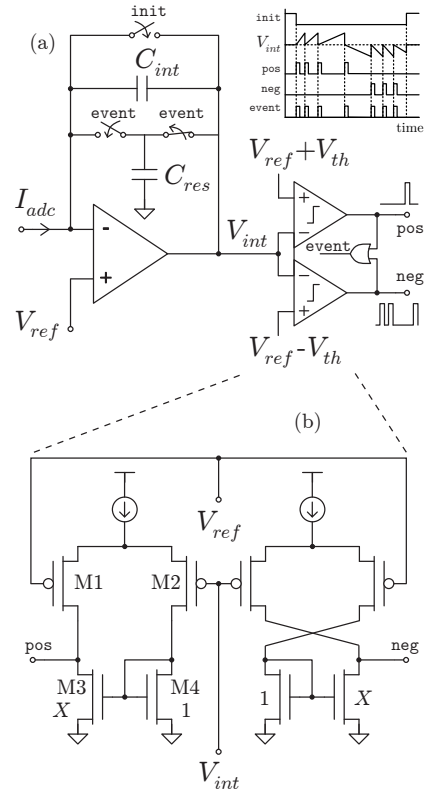 (a)
init
C_int
event event
C_res
I_adc
-
+
V_ref
V_int
init
V_int
pos
neg
event
time
V_ref+V_th
+
-
pos
event
-
+
neg
V_ref-V_th
(b)
V_ref
M1 M2
pos neg
M3 M4
X 1 1 X
V_int